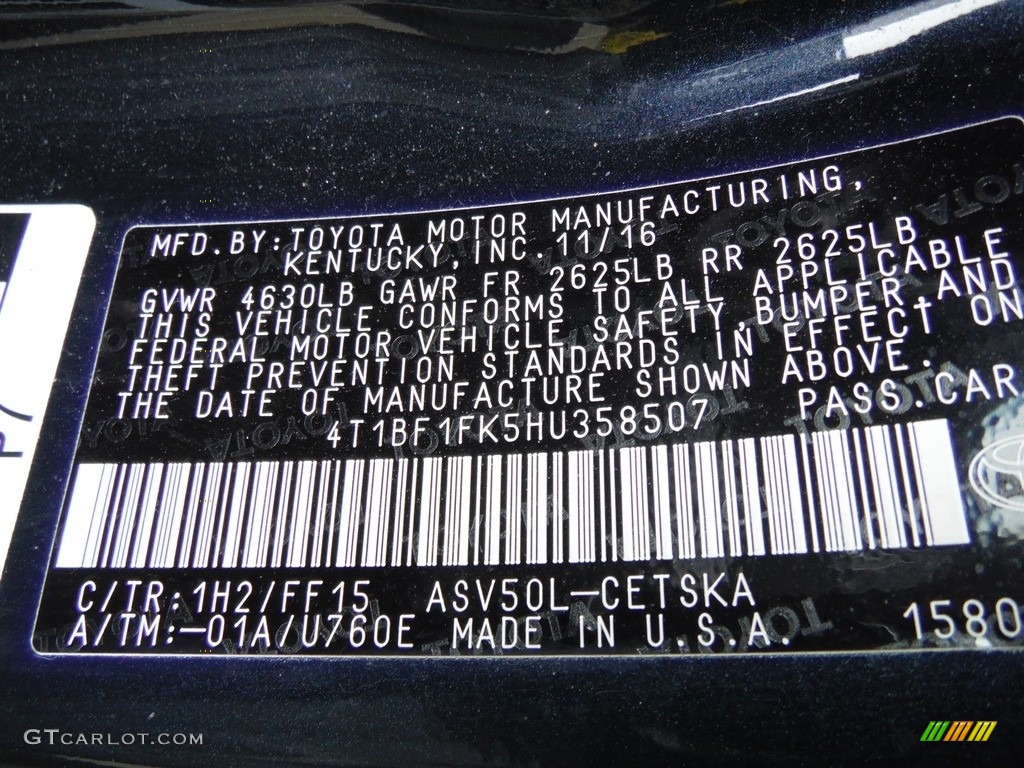 MFD.BY:TOYOTA MOTOR MANUFACTURING,
KENTUCKY,INC. 11/16
GVWR 4630LB GAWR FR 2625LB RR 2625LB
THIS VEHICLE CONFORMS TO ALL APPLICABLE
FEDERAL MOTOR VEHICLE SAFETY,BUMPER,AND
THEFT PREVENTION STANDARDS IN EFFECT ON
THE DATE OF MANUFACTURE SHOWN ABOVE.
4T1BF1FK5HU358507 PASS.CAR
C/TR:1H2/FF15 ASV50L-CETSKA
A/TM:-01A/U760E MADE IN U.S.A. 1580
GTCARLOT.COM